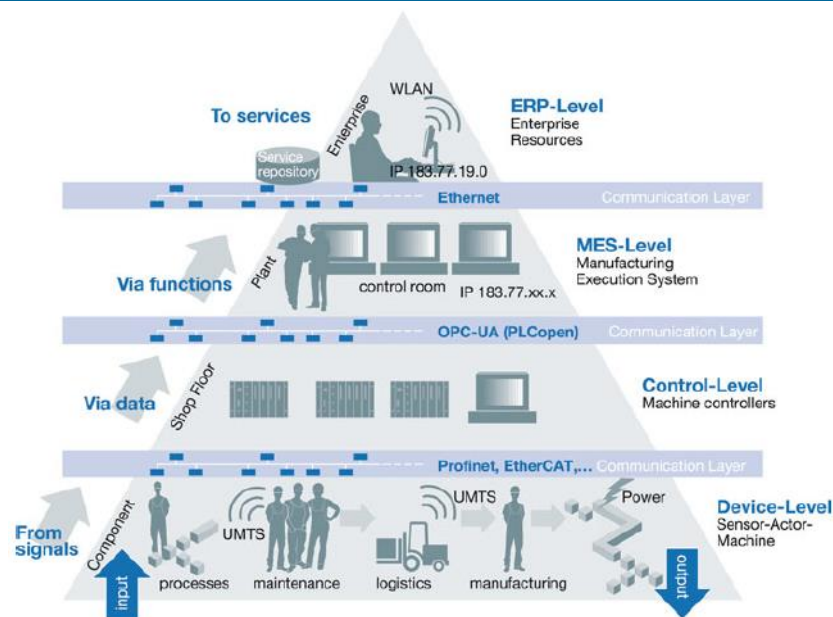 WLAN
To services
Enterprise
ERP-Level
Enterprise
Resources
Service
repository
IP 183.77.19.0
Ethernet
Communication Layer
MES-Level
Manufacturing
Execution System
Via functions
Plant
control room
IP 183.77.xx.x
OPC-UA (PLCopen)
Communication Layer
Shop Floor
Via data
Control-Level
Machine controllers
Profinet, EtherCAT,...
Communication Layer
Component
UMTS
UMTS
Power
Device-Level
Sensor-Actor-
Machine
From
signals
input
processes
maintenance
logistics
manufacturing
output